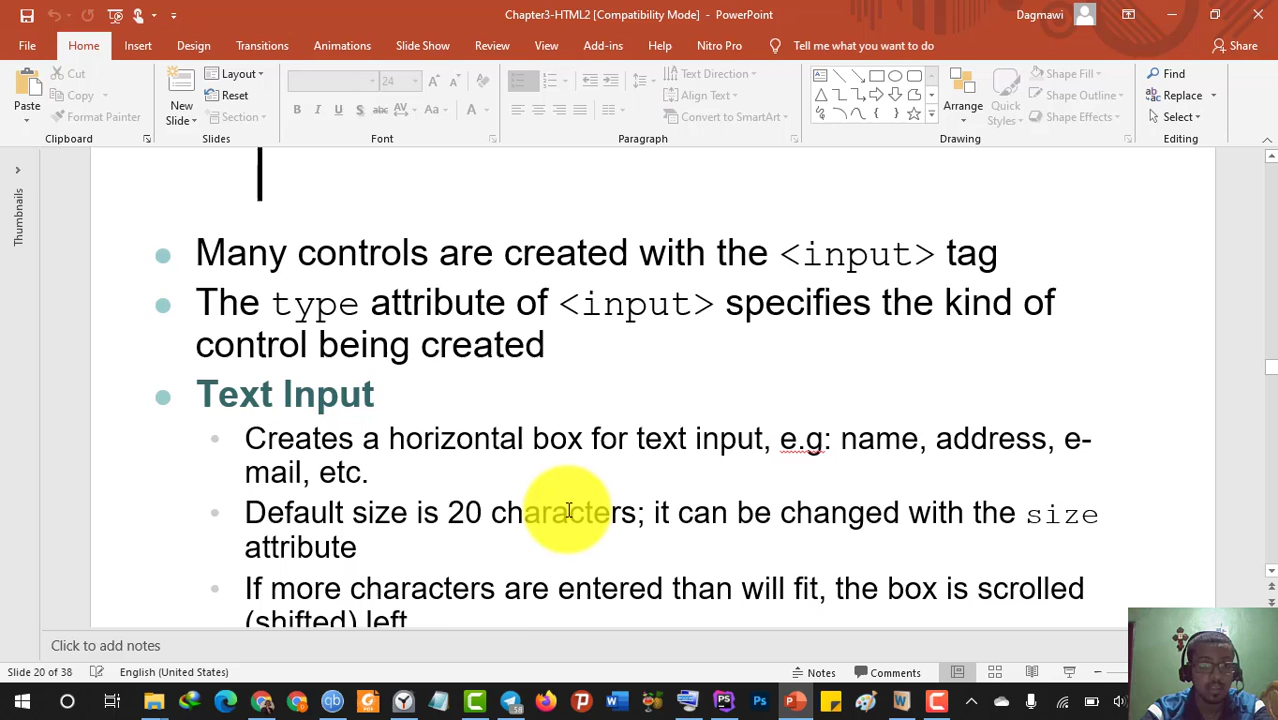 Chapter3-HTML2 [Compatibility Mode] - PowerPoint
Dagmawi
File Home Insert Design Transitions Animations Slide Show Review View Add-ins Help Nitro Pro Tell me what you want to do Share
Paste
Cut
Copy
Format Painter
Clipboard
New
Slide
Layout
Reset
Section
Slides
24
B I U S abc AV Aa A
Font
Text Direction
Align Text
Convert to SmartArt
Paragraph
Arrange
Quick
Styles
Shape Fill
Shape Outline
Shape Effects
Drawing
Find
Replace
Select
Editing
Thumbnails
Many controls are created with the <input> tag
The type attribute of <input> specifies the kind of
control being created
Text Input
Creates a horizontal box for text input, e.g: name, address, e-
mail, etc.
Default size is 20 characters; it can be changed with the size
attribute
If more characters are entered than will fit, the box is scrolled
(shifted) left
Click to add notes
Slide 20 of 38 English (United States) Notes Comments